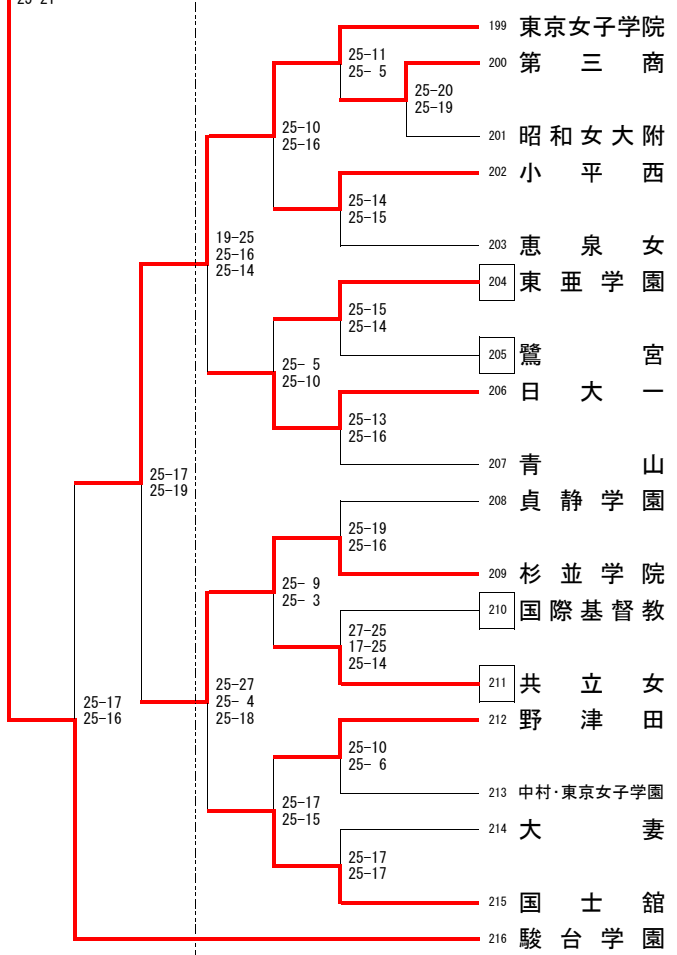 199 東京女子学院
25-11
25- 5
200 第三商
25-20
25-19
25-10
25-16
201 昭和女大附
202 小平西
25-14
25-15
19-25
25-16
25-14
203 恵泉女
204 東亜学園
25-15
25-14
205 鷺宮
25- 5
25-10
206 日大一
25-13
25-16
207 青山
25-17
25-19
208 貞静学園
25-19
25-16
209 杉並学院
25- 9
25- 3
210 国際基督教
27-25
17-25
25-14
211 共立女
25-17
25-16
25-27
25- 4
25-18
212 野津田
25-10
25- 6
213 中村・東京女子学園
25-17
25-15
214 大妻
25-17
25-17
215 国士舘
216 駿台学園